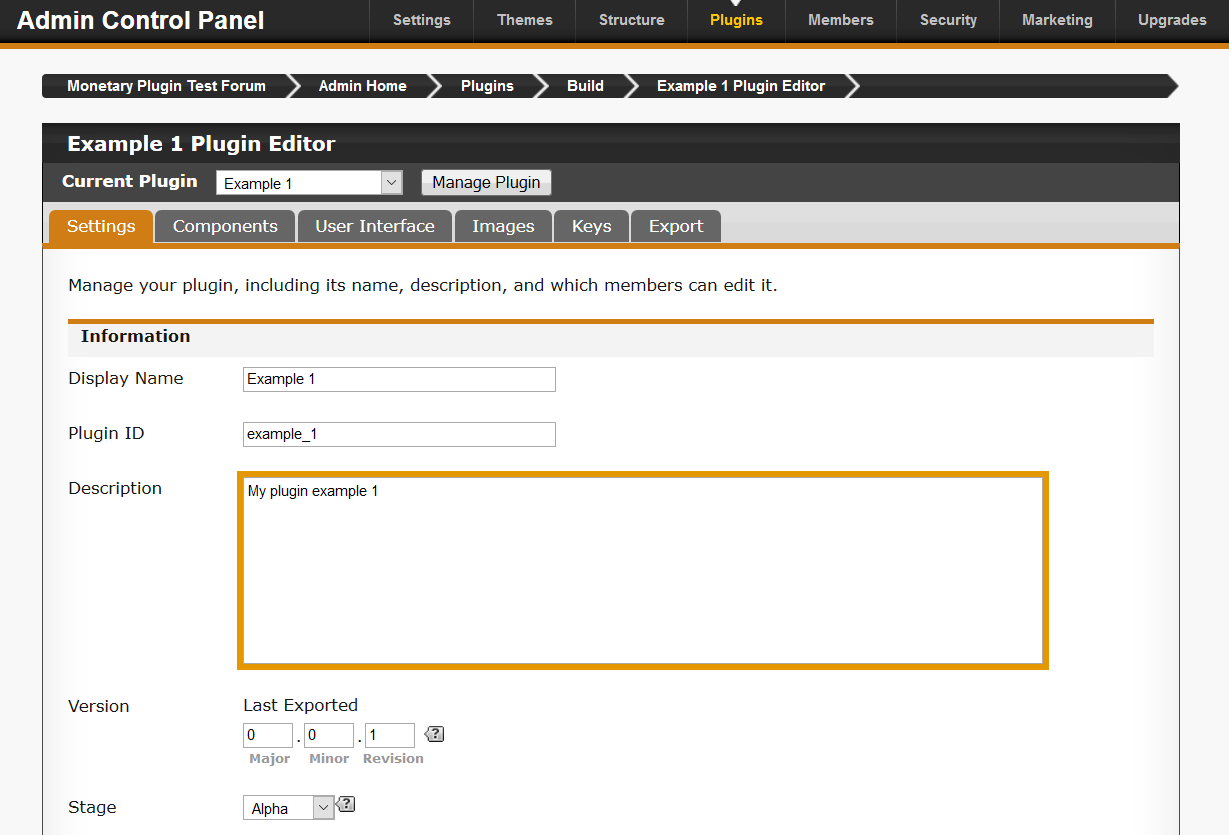 Admin Control Panel Settings Themes Structure Plugins Members Security Marketing Upgrades
Monetary Plugin Test Forum Admin Home Plugins Build Example 1 Plugin Editor
Example 1 Plugin Editor
Current Plugin Example 1 Manage Plugin
Settings Components User Interface Images Keys Export
Manage your plugin, including its name, description, and which members can edit it.
Information
Display Name Example 1
Plugin ID example_1
Description My plugin example 1
Version Last Exported
0 . 0 . 1 ?
Major Minor Revision
Stage Alpha ?